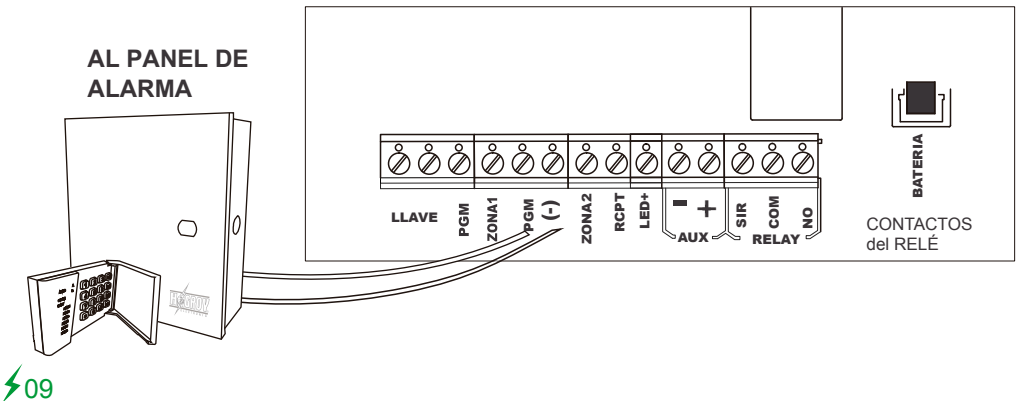 AL PANEL DE
ALARMA
LLAVE
PGM
ZONA1
PGM
(-)
ZONA2
RCPT
LED+
- +
AUX
SIR
COM
NO
RELAY
BATERIA
CONTACTOS
del RELÉ
09